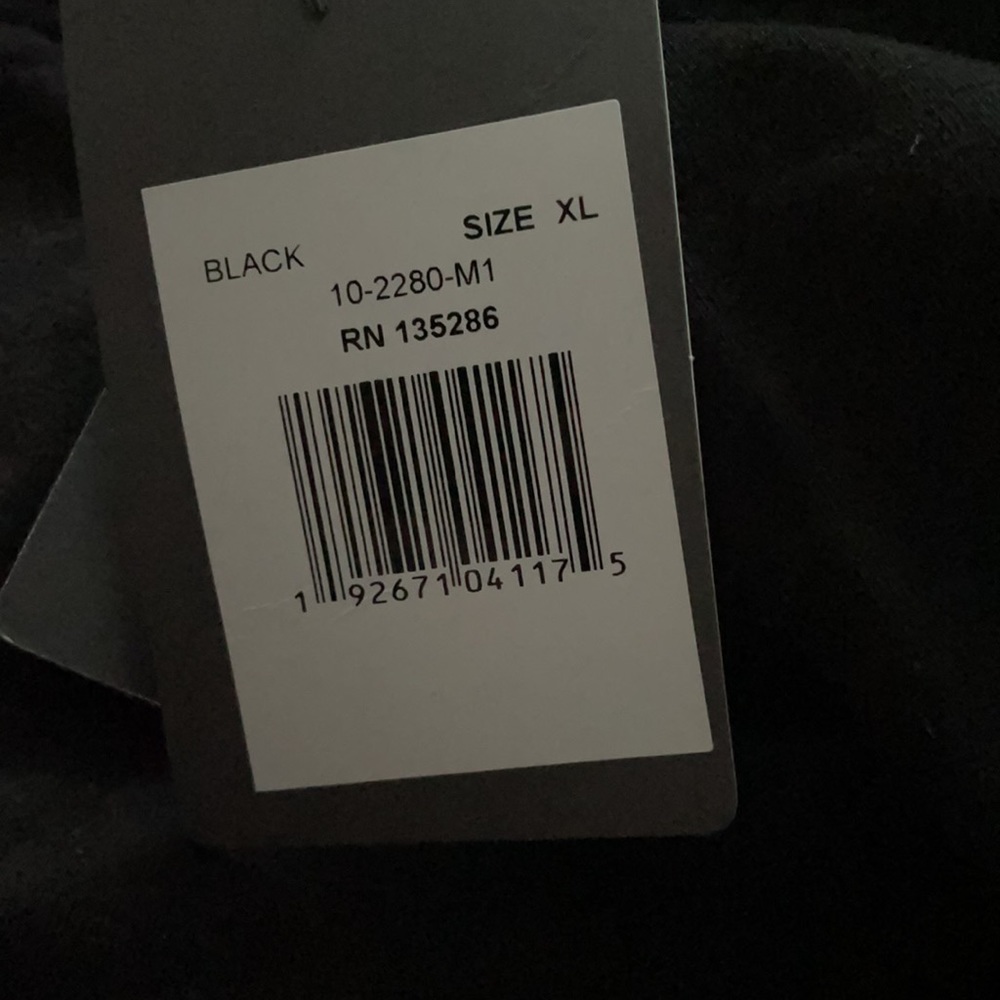 SIZE XL
BLACK
10-2280-M1
RN 135286
1 92671 04117 5